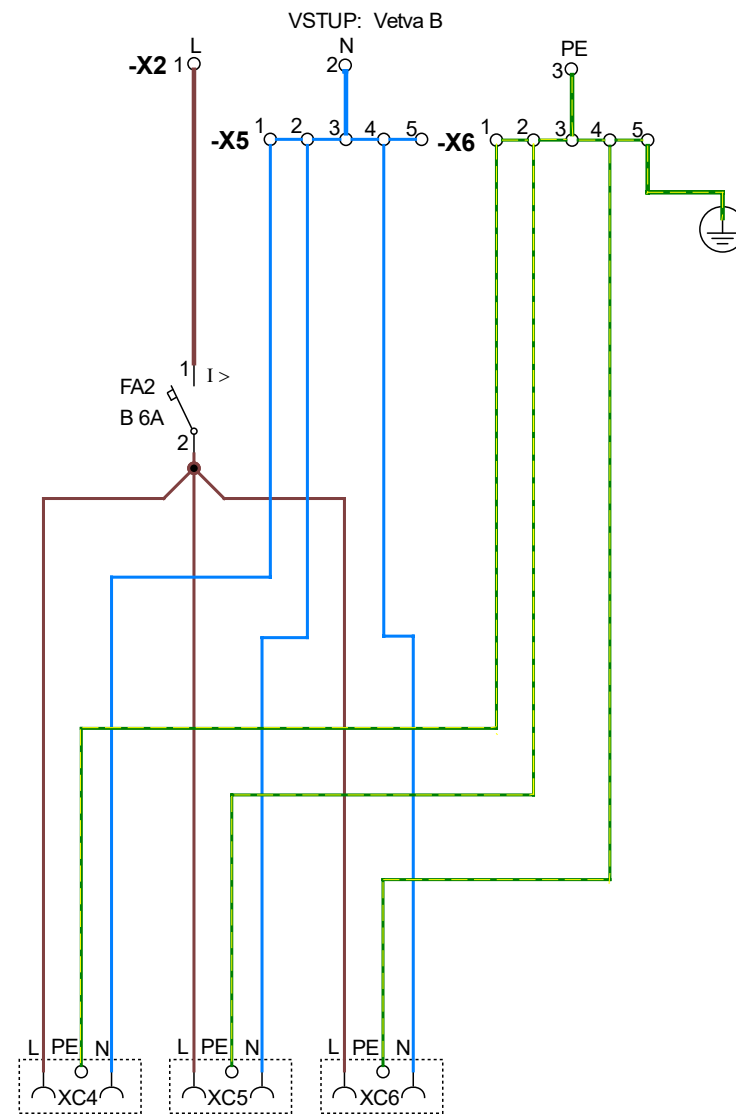 VSTUP: Vetva B
L N PE
-X2 1 2 3
-X5 1 2 3 4 5 -X6 1 2 3 4 5
1 I >
FA2
B 6A
2
L PE N L PE N L PE N
XC4 XC5 XC6